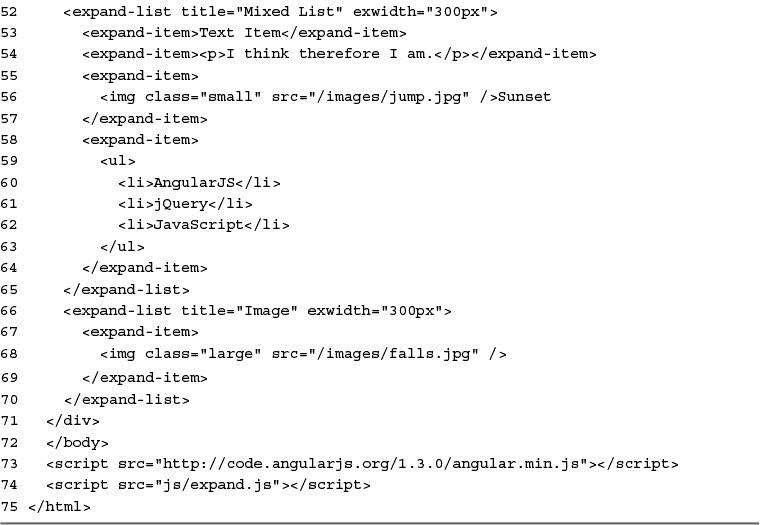 52     <expand-list title="Mixed List" exwidth="300px">
53       <expand-item>Text Item</expand-item>
54       <expand-item><p>I think therefore I am.</p></expand-item>
55       <expand-item>
56         <img class="small" src="/images/jump.jpg" />Sunset
57       </expand-item>
58       <expand-item>
59         <ul>
60           <li>AngularJS</li>
61           <li>jQuery</li>
62           <li>JavaScript</li>
63         </ul>
64       </expand-item>
65     </expand-list>
66     <expand-list title="Image" exwidth="300px">
67       <expand-item>
68         <img class="large" src="/images/falls.jpg" />
69       </expand-item>
70     </expand-list>
71   </div>
72   </body>
73   <script src="http://code.angularjs.org/1.3.0/angular.min.js"></script>
74   <script src="js/expand.js"></script>
75 </html>